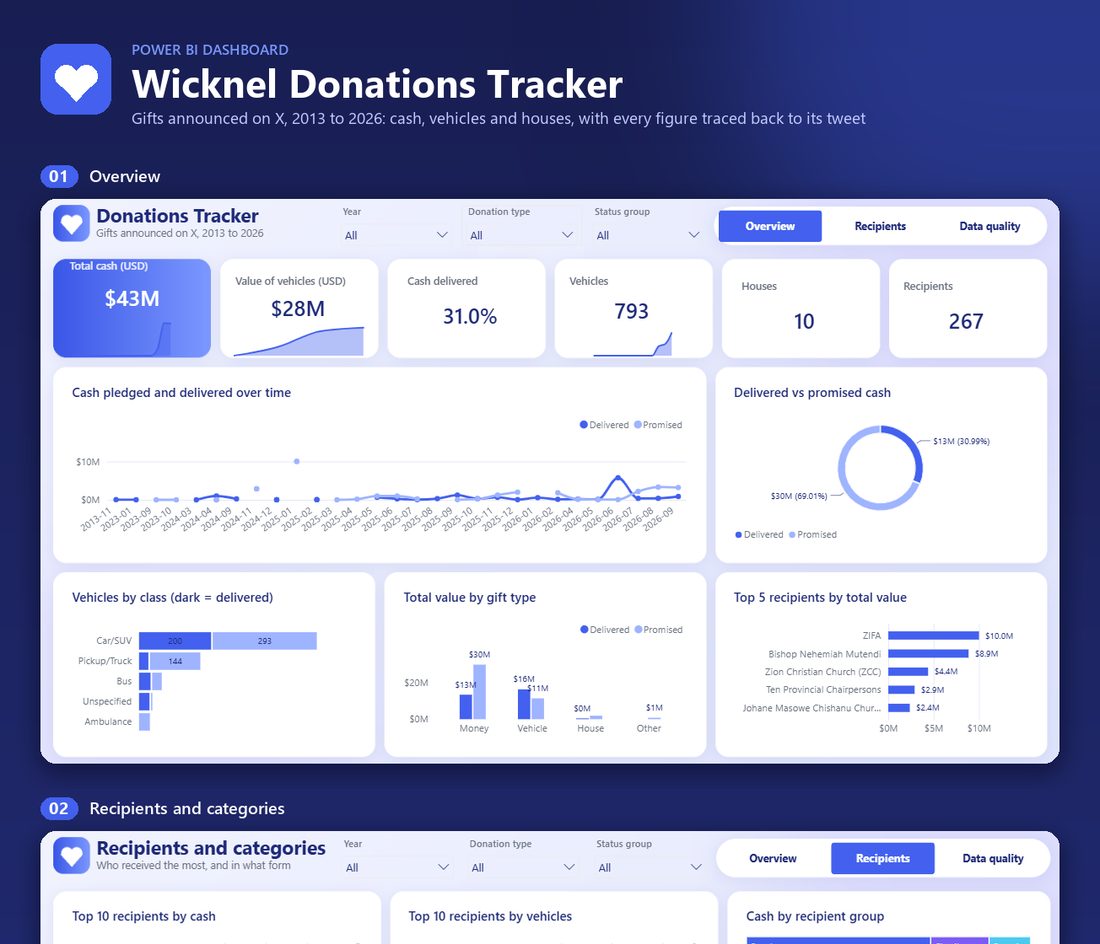 POWER BI DASHBOARD
Wicknel Donations Tracker
Gifts announced on X, 2013 to 2026: cash, vehicles and houses, with every figure traced back to its tweet
01 Overview
Donations Tracker
Gifts announced on X, 2013 to 2026
Year
All
Donation type
All
Status group
All
Overview
Recipients
Data quality
Total cash (USD)
$43M
Value of vehicles (USD)
$28M
Cash delivered
31.0%
Vehicles
793
Houses
10
Recipients
267
Cash pledged and delivered over time
Delivered Promised
$10M
$0M
2013-11 2023-01 2023-09 2023-10 2024-03 2024-04 2024-09 2024-11 2024-12 2025-01 2025-02 2025-03 2025-04 2025-05 2025-06 2025-07 2025-08 2025-09 2025-10 2025-11 2025-12 2026-01 2026-02 2026-04 2026-05 2026-06 2026-07 2026-08 2026-09
Delivered vs promised cash
$13M (30.99%)
$30M (69.01%)
Delivered Promised
Vehicles by class (dark = delivered)
Car/SUV 200 293
Pickup/Truck 144
Bus
Unspecified
Ambulance
Total value by gift type
Delivered Promised
$20M
$0M
$13M $30M
$16M $11M
$0M
$1M
Money Vehicle House Other
Top 5 recipients by total value
ZIFA $10.0M
Bishop Nehemiah Mutendi $8.9M
Zion Christian Church (ZCC) $4.4M
Ten Provincial Chairpersons $2.9M
Johane Masowe Chishanu Chur... $2.4M
$0M $5M $10M
02 Recipients and categories
Recipients and categories
Who received the most, and in what form
Year
All
Donation type
All
Status group
All
Overview
Recipients
Data quality
Top 10 recipients by cash
Top 10 recipients by vehicles
Cash by recipient group